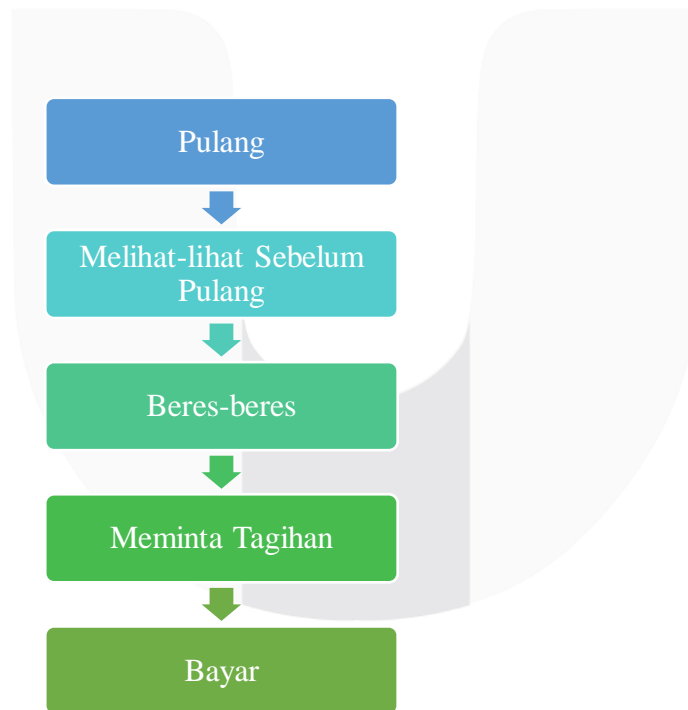 Pulang
Melihat-lihat Sebelum
Pulang
Beres-beres
Meminta Tagihan
Bayar